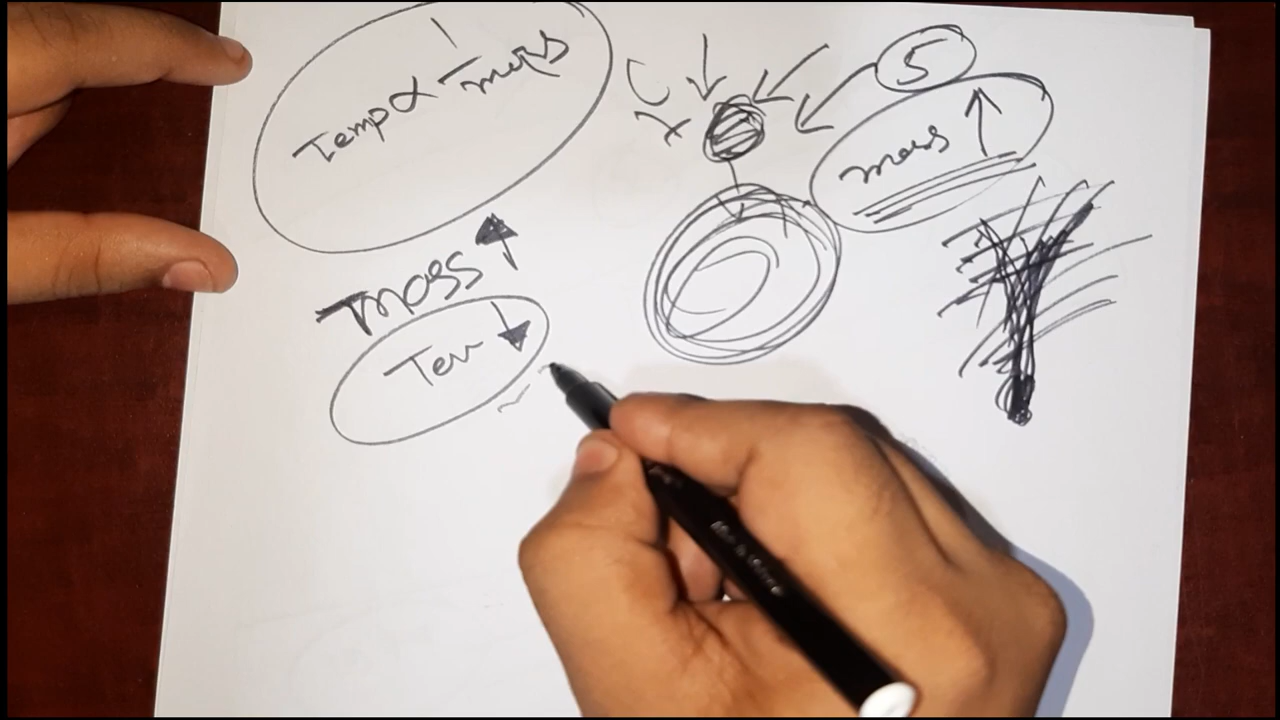 Temp ∝ 1/mass
5
mass ↑
mass ↑
Tem ↓